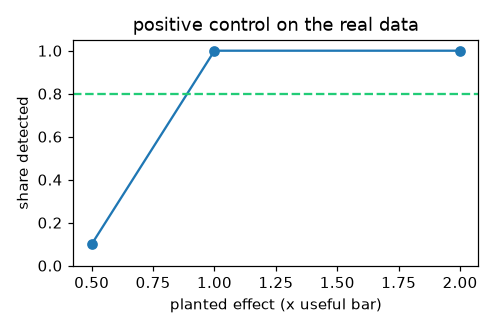 positive control on the real data
share detected
1.0
0.8
0.6
0.4
0.2
0.0
0.50 0.75 1.00 1.25 1.50 1.75 2.00
planted effect (x useful bar)